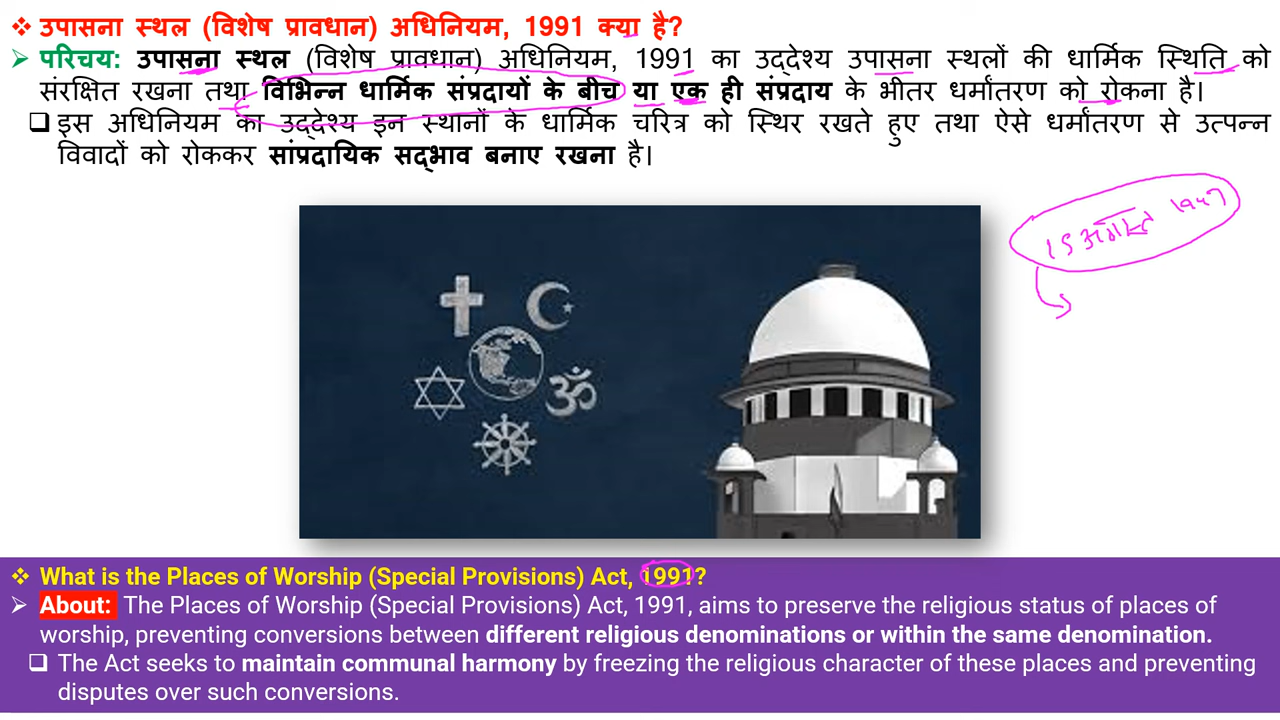 ❖ उपासना स्थल (विशेष प्रावधान) अधिनियम, 1991 क्या है?
➢ परिचय: उपासना स्थल (विशेष प्रावधान) अधिनियम, 1991 का उद्देश्य उपासना स्थलों की धार्मिक स्थिति को
संरक्षित रखना तथा विभिन्न धार्मिक संप्रदायों के बीच या एक ही संप्रदाय के भीतर धर्मांतरण को रोकना है।
❑ इस अधिनियम का उद्देश्य इन स्थानों के धार्मिक चरित्र को स्थिर रखते हुए तथा ऐसे धर्मांतरण से उत्पन्न
विवादों को रोककर सांप्रदायिक सद्भाव बनाए रखना है।
15 अगस्त 1947
ॐ
❖ What is the Places of Worship (Special Provisions) Act, 1991?
➢ About: The Places of Worship (Special Provisions) Act, 1991, aims to preserve the religious status of places of
worship, preventing conversions between different religious denominations or within the same denomination.
❑ The Act seeks to maintain communal harmony by freezing the religious character of these places and preventing
disputes over such conversions.